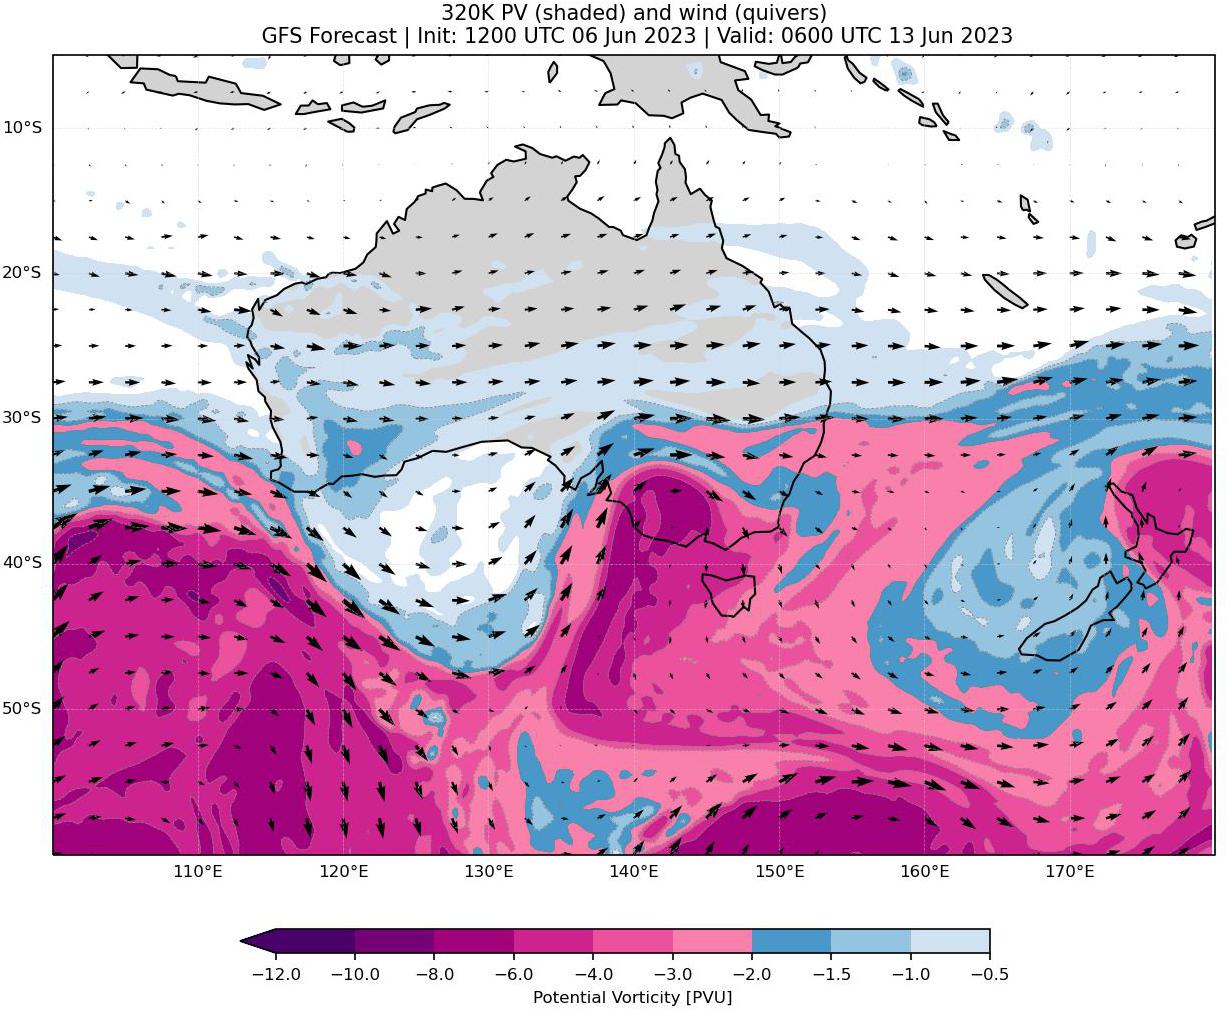 320K PV (shaded) and wind (quivers)
GFS Forecast | Init: 1200 UTC 06 Jun 2023 | Valid: 0600 UTC 13 Jun 2023
10°S
20°S
30°S
40°S
50°S
110°E 120°E 130°E 140°E 150°E 160°E 170°E
−12.0 −10.0 −8.0 −6.0 −4.0 −3.0 −2.0 −1.5 −1.0 −0.5
Potential Vorticity [PVU]